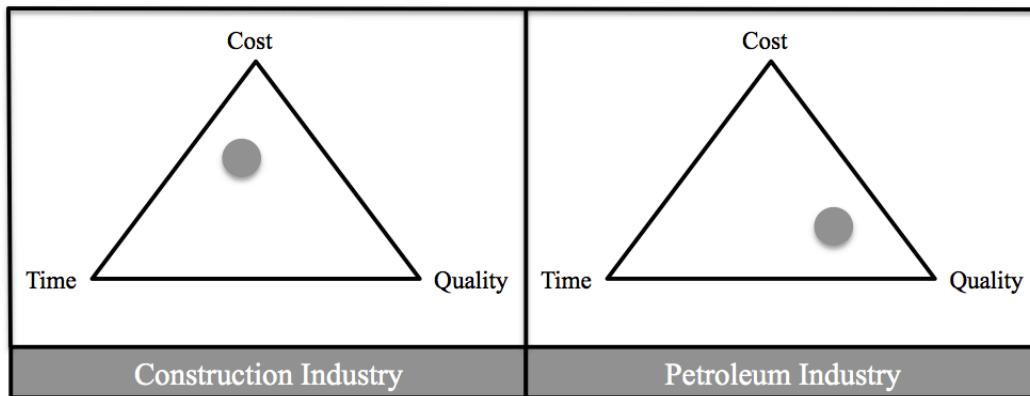 Cost
Time
Quality
Construction Industry
Cost
Time
Quality
Petroleum Industry